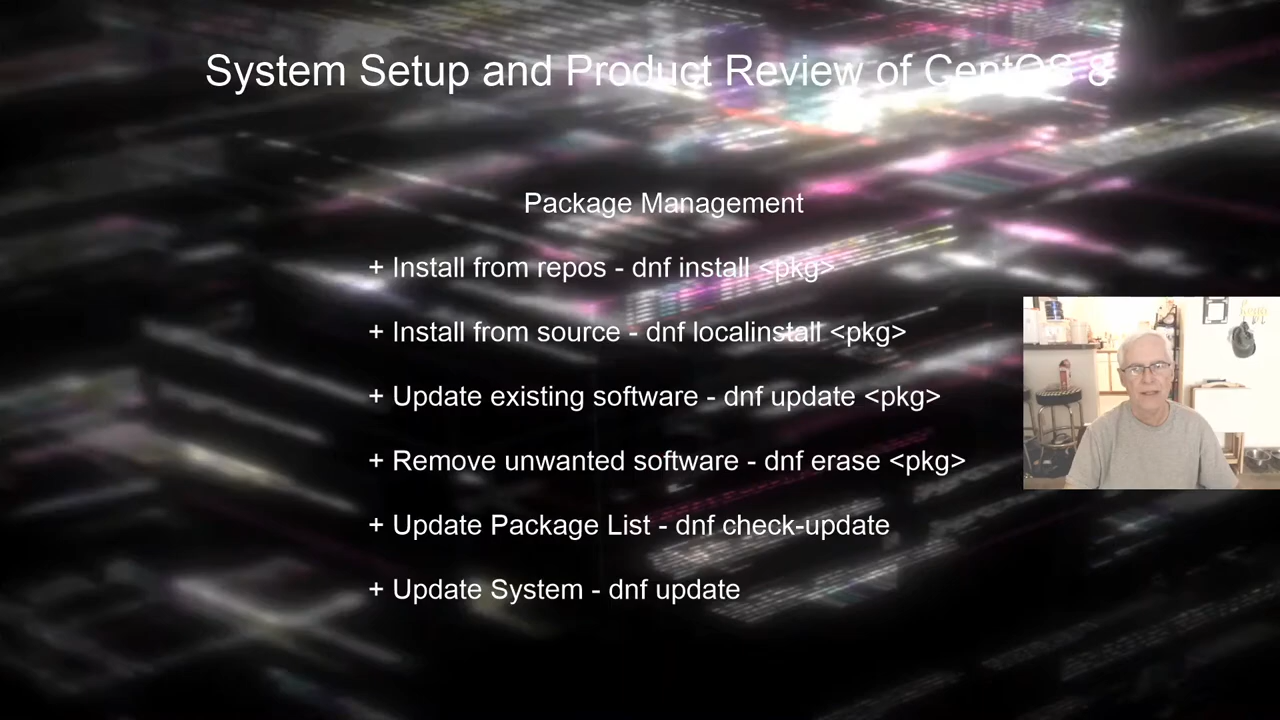 System Setup and Product Review of CentOS 8
Package Management
+ Install from repos - dnf install <pkg>
+ Install from source - dnf localinstall <pkg>
+ Update existing software - dnf update <pkg>
+ Remove unwanted software - dnf erase <pkg>
+ Update Package List - dnf check-update
+ Update System - dnf update